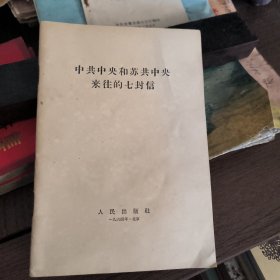 中共中央和苏共中央
来往的七封信
人民出版社
一九六四年·北京